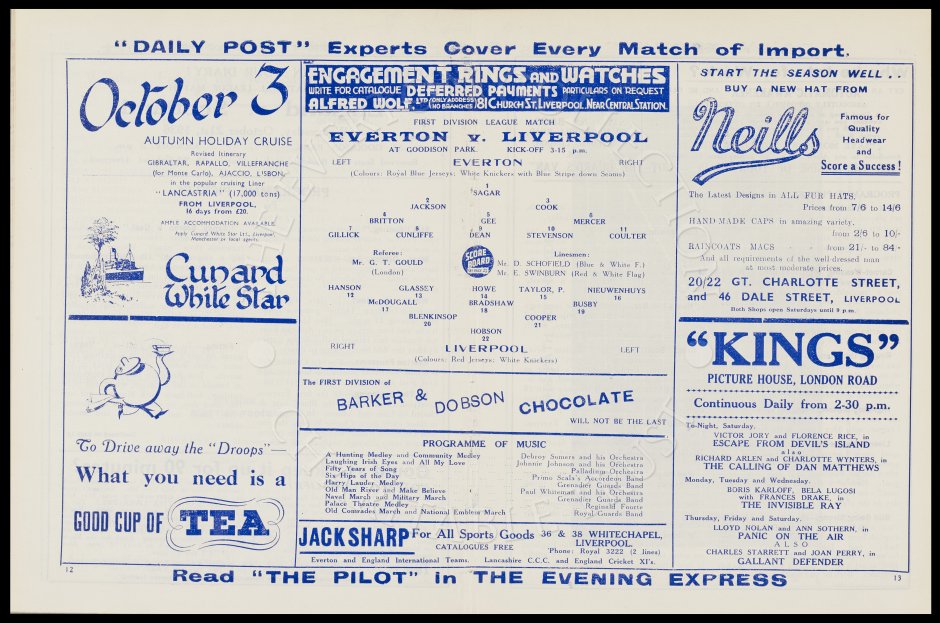 "DAILY POST" Experts Cover Every Match of Import.
October 3
AUTUMN HOLIDAY CRUISE
Revised Itinerary
GIBRALTAR, RAPALLO, VILLEFRANCHE
(for Monte Carlo), AJACCIO, LISBON,
in the popular cruising Liner
"LANCASTRIA" (17,000 tons)
FROM LIVERPOOL,
16 days from £20.
AMPLE ACCOMMODATION AVAILABLE
Apply Cunard White Star Ltd., Liverpool,
Manchester or local agents.
Cunard
White Star
To Drive away the "Droops"—
What you need is a
GOOD CUP OF TEA
12
ENGAGEMENT RINGS AND WATCHES
WRITE FOR CATALOGUE DEFERRED PAYMENTS PARTICULARS ON REQUEST
ALFRED WOLF LTD (ONLY ADDRESS) (NO BRANCHES) 81 CHURCH ST, LIVERPOOL. NEAR CENTRAL STATION.
FIRST DIVISION LEAGUE MATCH
EVERTON v. LIVERPOOL
AT GOODISON PARK. KICK-OFF 3-15 p.m.
LEFT EVERTON RIGHT
(Colours: Royal Blue Jerseys; White Knickers with Blue Stripe down Seams)
1
SAGAR
2 3
JACKSON COOK
4 5 6
BRITTON GEE MERCER
7 8 9 10 11
GILLICK CUNLIFFE DEAN STEVENSON COULTER
Referee: Linesmen:
Mr. G. T. GOULD SCORE BOARD Mr. D. SCHOFIELD (Blue & White F.)
(London) Mr. E. SWINBURN (Red & White Flag)
HANSON GLASSEY HOWE TAYLOR, P. NIEUWENHUYS
12 13 14 15 16
McDOUGALL BRADSHAW BUSBY
17 18 19
BLENKINSOP COOPER
20 21
HOBSON
22
RIGHT LIVERPOOL LEFT
(Colours: Red Jerseys; White Knickers)
The FIRST DIVISION of
BARKER & DOBSON CHOCOLATE
WILL NOT BE THE LAST
PROGRAMME OF MUSIC
A Hunting Medley and Community Medley Delroy Somers and his Orchestra
Laughing Irish Eyes and All My Love Johnnie Johnson and his Orchestra
Fifty Years of Song Palladium Orchestra
Six Hips of the Day Primo Scala's Accordeon Band
Harry Lauder Medley Grenadier Guards Band
Old Man River and Make Believe Paul Whiteman and his Orchestra
Naval March and Military March Grenadier Guards Band
Palace Theatre Medley Reginald Foorte
Old Comrades March and National Emblem March Royal Guards Band
JACK SHARP For All Sports Goods 36 & 38 WHITECHAPEL, LIVERPOOL.
CATALOGUES FREE Phone: Royal 3222 (2 lines)
Everton and England International Teams. Lancashire C.C.C. and England Cricket XI's.
START THE SEASON WELL . .
BUY A NEW HAT FROM
Neills
Famous for
Quality
Headwear
and
Score a Success!
The Latest Designs in ALL FUR HATS,
Prices from 7/6 to 14/6
HAND-MADE CAPS in amazing variety,
from 2/6 to 10/-
RAINCOATS MACS from 21/- to 84/-
And all requirements of the well-dressed man
at most moderate prices.
20/22 GT. CHARLOTTE STREET,
and 46 DALE STREET, LIVERPOOL
Both Shops open Saturdays until 9 p.m.
"KINGS"
PICTURE HOUSE, LONDON ROAD
Continuous Daily from 2-30 p.m.
To-Night, Saturday.
VICTOR JORY and FLORENCE RICE, in
ESCAPE FROM DEVIL'S ISLAND
also
RICHARD ARLEN and CHARLOTTE WYNTERS, in
THE CALLING OF DAN MATTHEWS
Monday, Tuesday and Wednesday.
BORIS KARLOFF, BELA LUGOSI
with FRANCES DRAKE, in
THE INVISIBLE RAY
Thursday, Friday and Saturday.
LLOYD NOLAN and ANN SOTHERN, in
PANIC ON THE AIR
ALSO
CHARLES STARRETT and JOAN PERRY, in
GALLANT DEFENDER
13
Read "THE PILOT" in THE EVENING EXPRESS